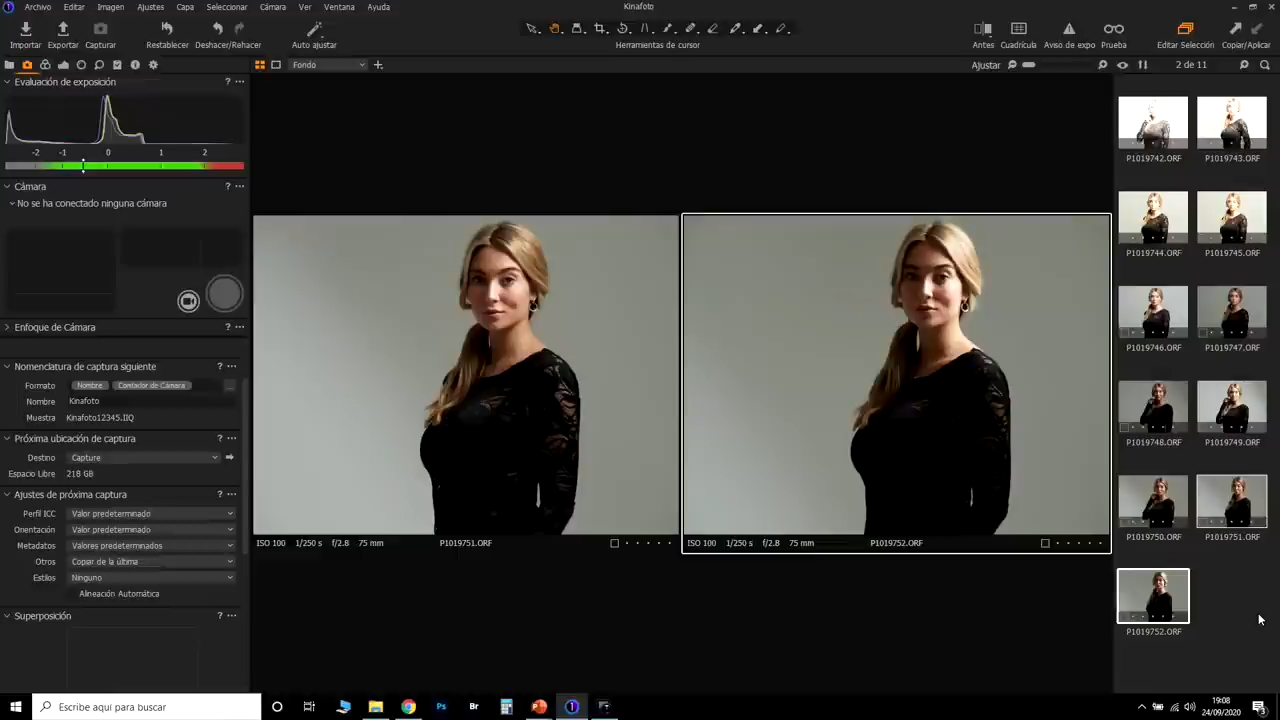 Archivo Editar Imagen Ajustes Capa Seleccionar Cámara Ver Ventana Ayuda
Kinafoto
Importar Exportar Capturar Restablecer Deshacer/Rehacer Auto ajustar
Herramientas de cursor
Antes Cuadrícula Aviso de expo Prueba Editar Selección Copiar/Aplicar
Fondo
Ajustar
2 de 11
Evaluación de exposición
-2 -1 0 1 2
Cámara
No se ha conectado ninguna cámara
Enfoque de Cámara
Nomenclatura de captura siguiente
Formato Nombre Contador de Cámara
Nombre Kinafoto
Muestra Kinafoto12345.IIQ
Próxima ubicación de captura
Destino Capture
Espacio Libre 218 GB
Ajustes de próxima captura
Perfil ICC Valor predeterminado
Orientación Valor predeterminado
Metadatos Valores predeterminados
Otros Copiar de la última
Estilos Ninguno
Alineación Automática
Superposición
ISO 100 1/250 s f/2.8 75 mm P1019751.ORF
ISO 100 1/250 s f/2.8 75 mm P1019752.ORF
P1019742.ORF P1019743.ORF
P1019744.ORF P1019745.ORF
P1019746.ORF P1019747.ORF
P1019748.ORF P1019749.ORF
P1019750.ORF P1019751.ORF
P1019752.ORF
Escribe aquí para buscar
Ps
Br
19:08
24/09/2020